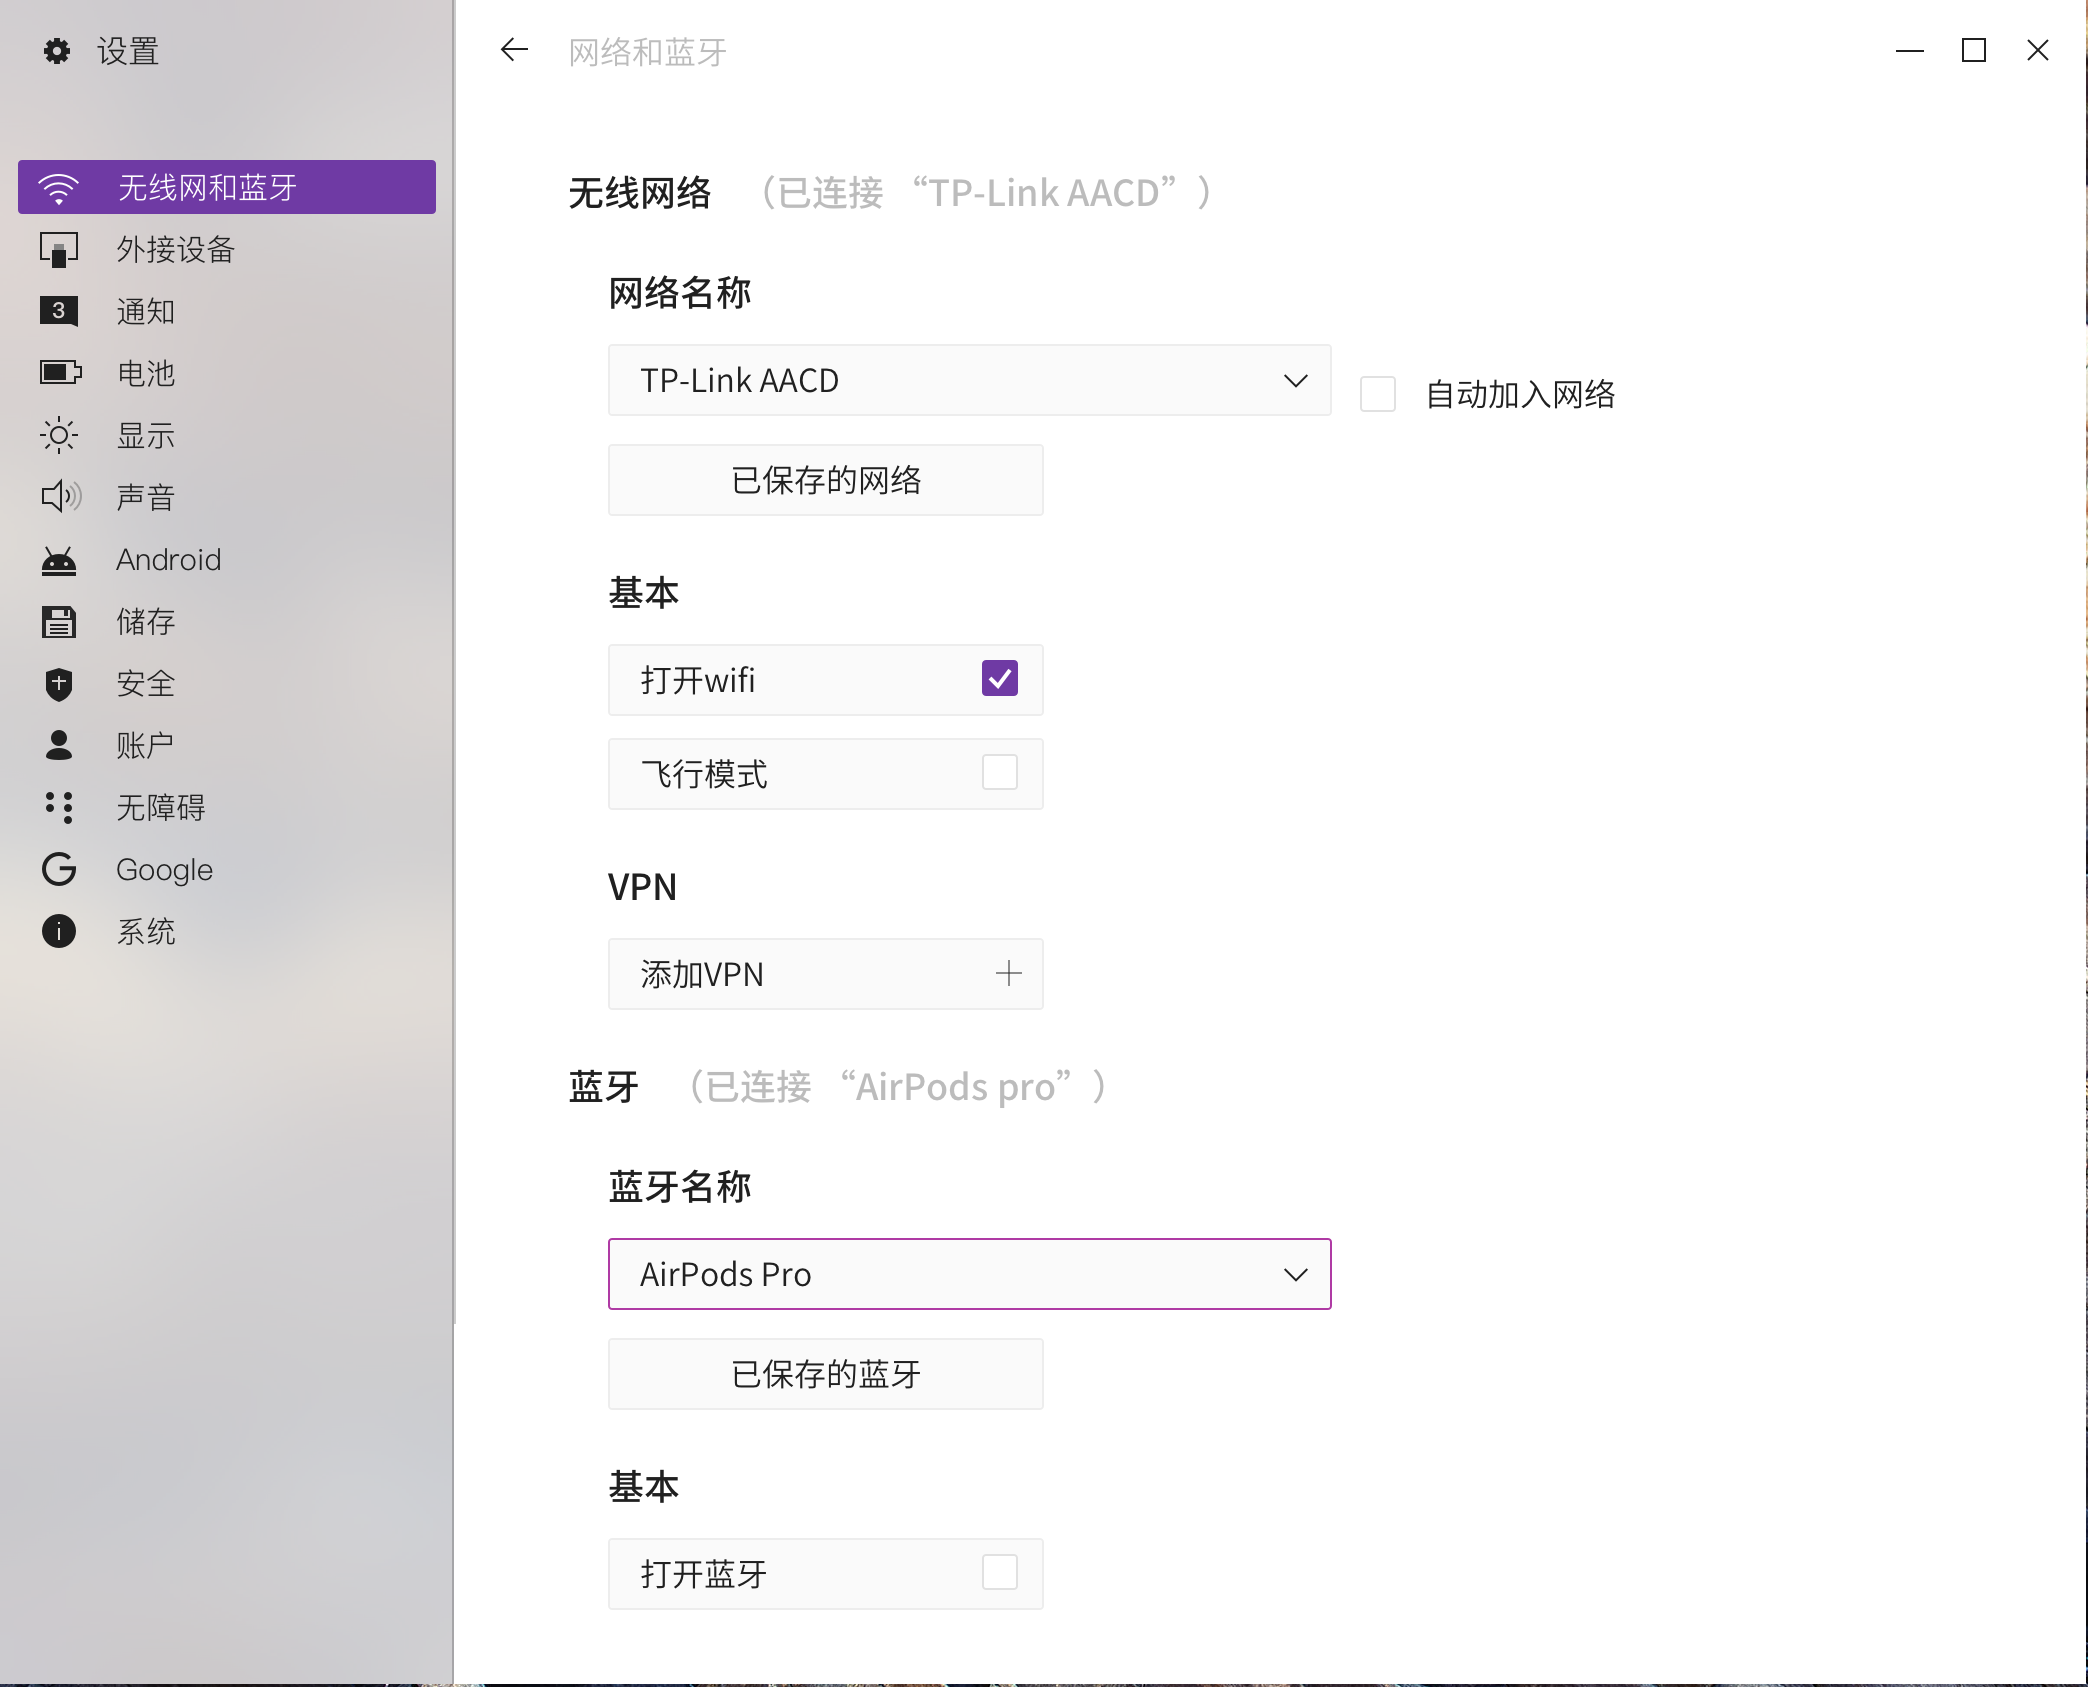 设置
网络和蓝牙
无线网和蓝牙
外接设备
3
通知
电池
显示
声音
Android
储存
安全
账户
无障碍
Google
系统
无线网络 （已连接 “TP-Link AACD” ）
网络名称
TP-Link AACD
自动加入网络
已保存的网络
基本
打开wifi
飞行模式
VPN
添加VPN
蓝牙 （已连接 “AirPods pro” ）
蓝牙名称
AirPods Pro
已保存的蓝牙
基本
打开蓝牙